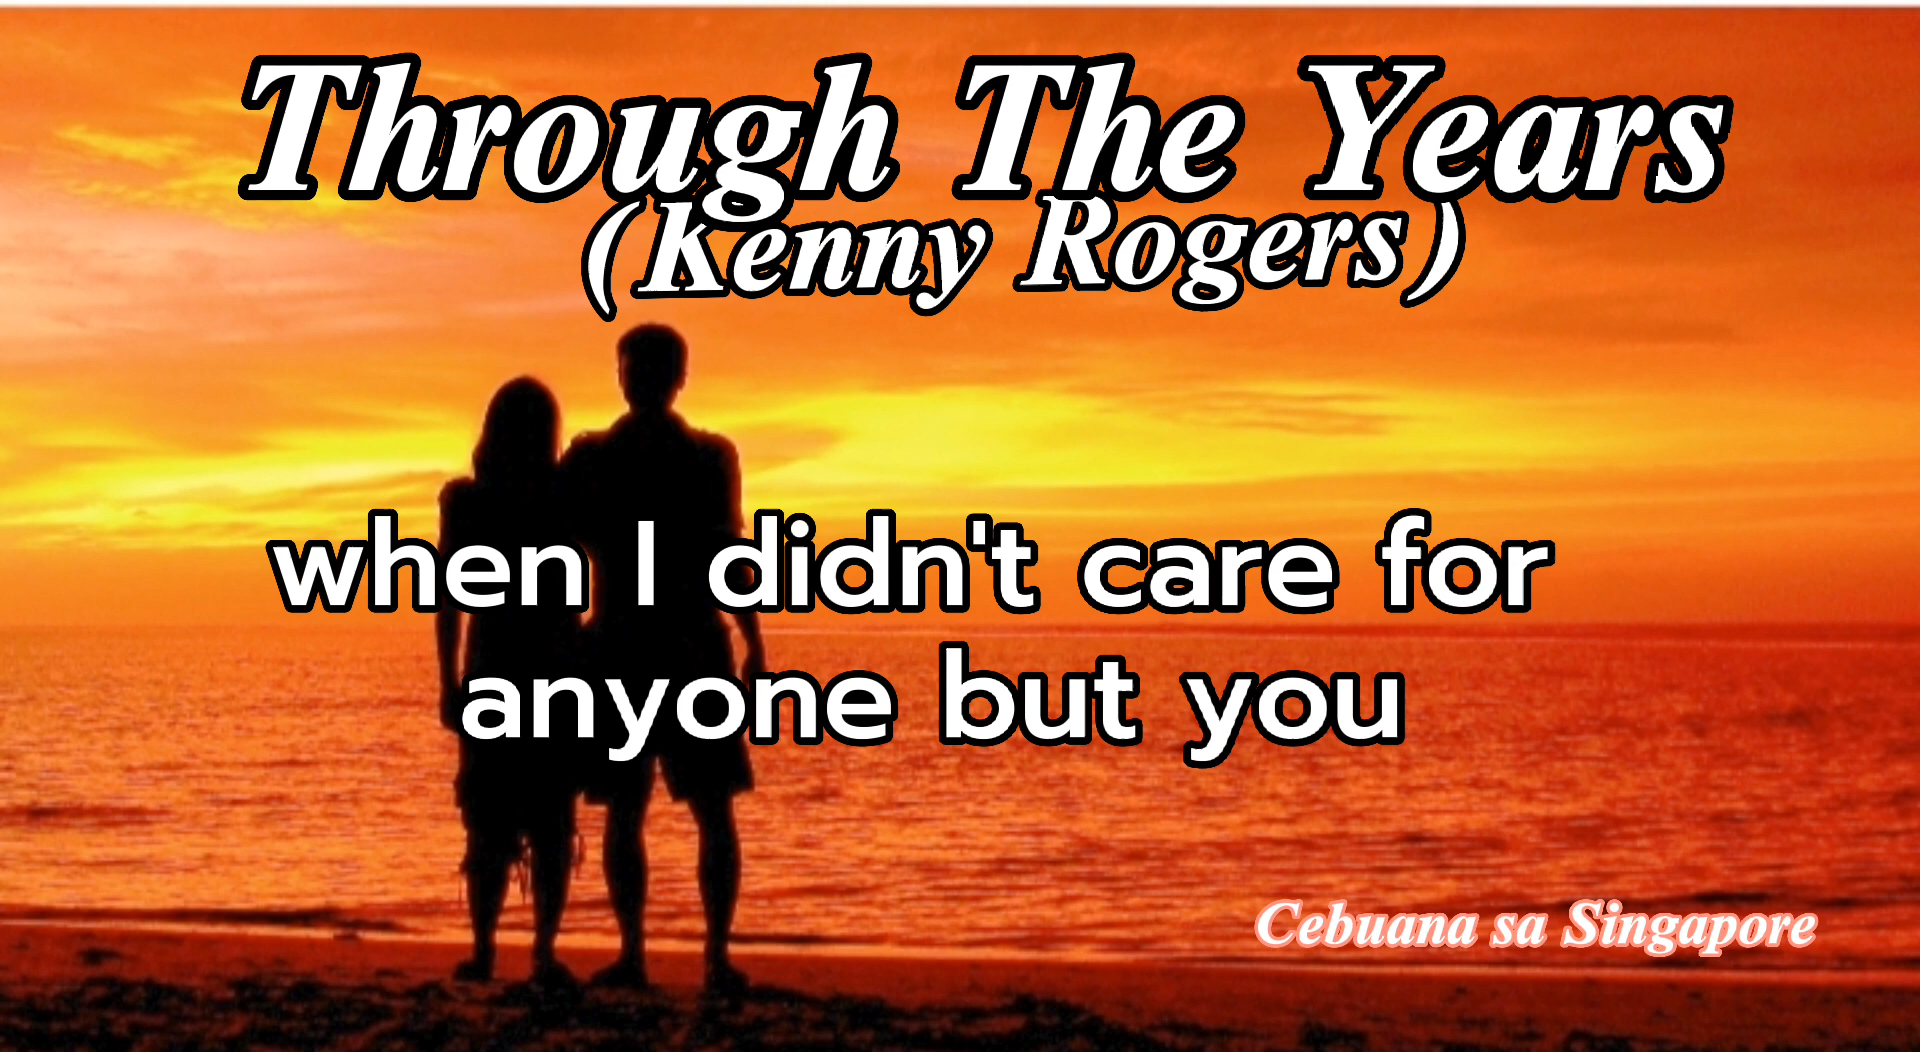 Through The Years
(Kenny Rogers)
when I didn't care for
anyone but you
Cebuana sa Singapore